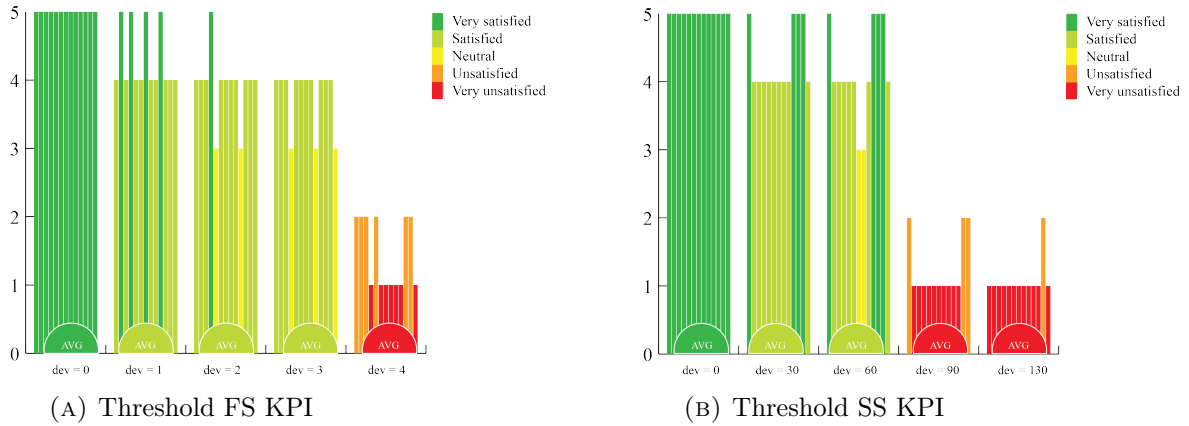 5
4
3
2
1
0
AVG
AVG
AVG
AVG
AVG
dev = 0
dev = 1
dev = 2
dev = 3
dev = 4
Very satisfied
Satisfied
Neutral
Unsatisfied
Very unsatisfied
(A) Threshold FS KPI
5
4
3
2
1
0
AVG
AVG
AVG
AVG
AVG
dev = 0
dev = 30
dev = 60
dev = 90
dev = 130
Very satisfied
Satisfied
Neutral
Unsatisfied
Very unsatisfied
(B) Threshold SS KPI